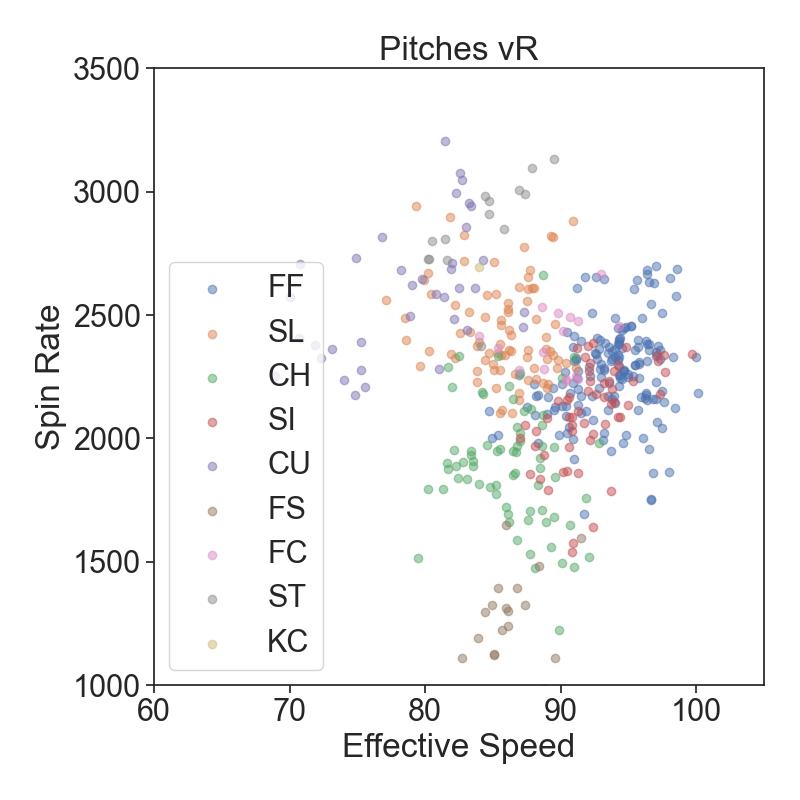 Pitches vR
3500
3000
2500
2000
1500
1000
Spin Rate
FF
SL
CH
SI
CU
FS
FC
ST
KC
60 70 80 90 100
Effective Speed